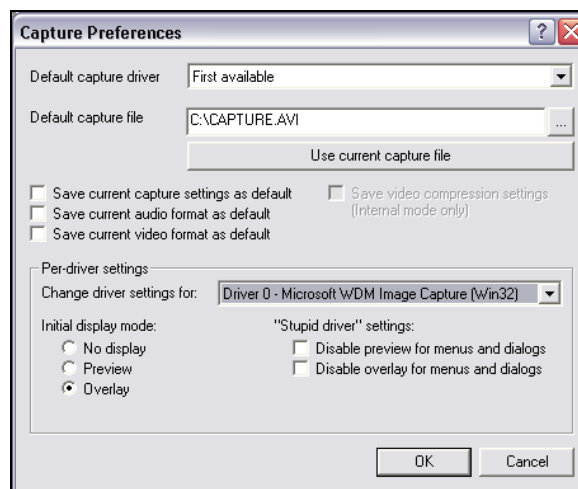 Capture Preferences
Default capture driver First available
Default capture file C:\CAPTURE.AVI ...
Use current capture file
Save current capture settings as default Save video compression settings
Save current audio format as default (Internal mode only)
Save current video format as default
Per-driver settings
Change driver settings for: Driver 0 - Microsoft WDM Image Capture (Win32)
Initial display mode: "Stupid driver" settings:
No display Disable preview for menus and dialogs
Preview Disable overlay for menus and dialogs
Overlay
OK Cancel